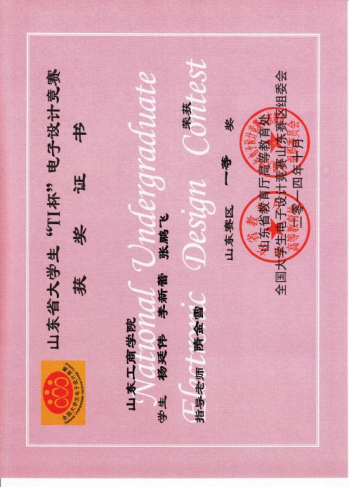 山东省大学生“TI杯”电子设计竞赛
获奖证书
National Undergraduate
Electronic Design Contest
山东工商学院
学生 杨廷伟 李新蕾 张鹏飞
指导老师 隋金雪
荣获
山东赛区 一等 奖
山东省教育厅高等教育处
全国大学生电子设计竞赛山东赛区组委会
二〇一四年十月